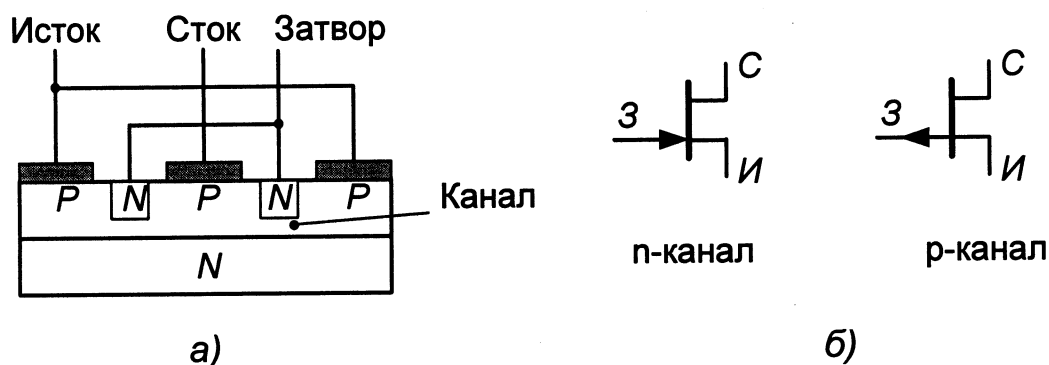 Исток Сток Затвор
P N P N P
Канал
N
а)
З С
И
n-канал
З С
И
p-канал
б)